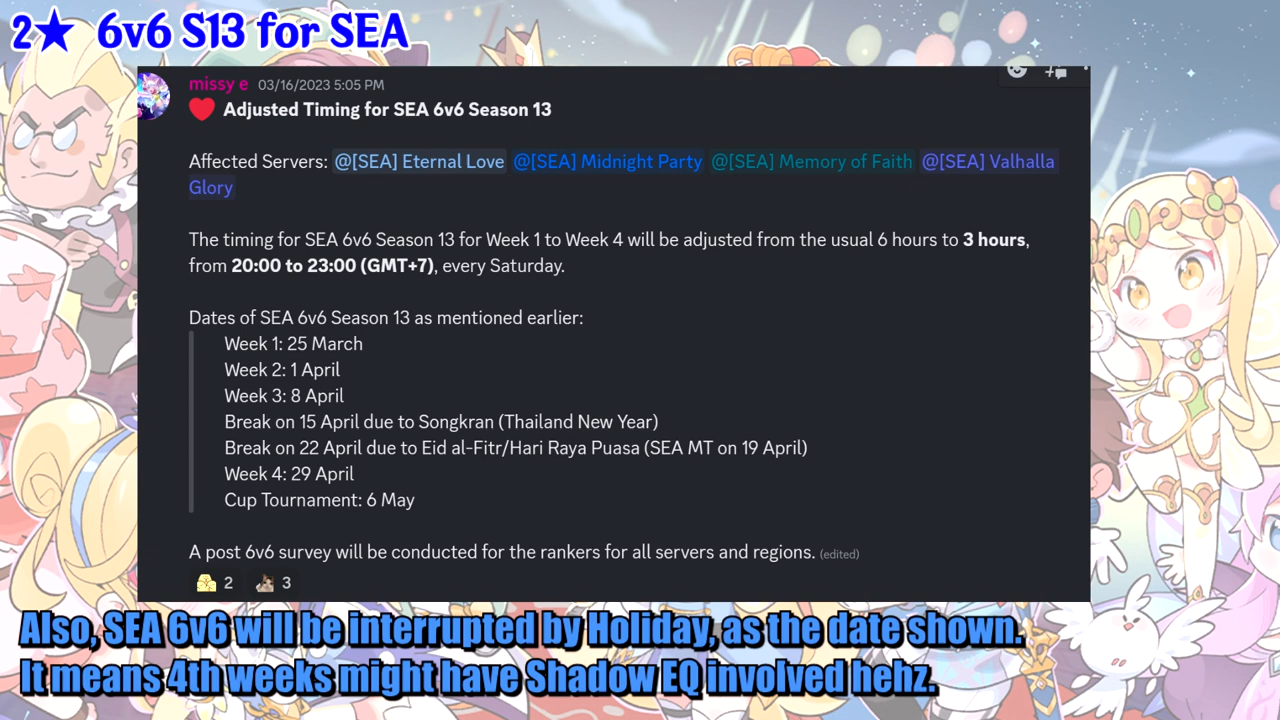 2★ 6v6 S13 for SEA
missy e 03/16/2023 5:05 PM
Adjusted Timing for SEA 6v6 Season 13
Affected Servers: @[SEA] Eternal Love @[SEA] Midnight Party @[SEA] Memory of Faith @[SEA] Valhalla
Glory
The timing for SEA 6v6 Season 13 for Week 1 to Week 4 will be adjusted from the usual 6 hours to 3 hours,
from 20:00 to 23:00 (GMT+7), every Saturday.
Dates of SEA 6v6 Season 13 as mentioned earlier:
Week 1: 25 March
Week 2: 1 April
Week 3: 8 April
Break on 15 April due to Songkran (Thailand New Year)
Break on 22 April due to Eid al-Fitr/Hari Raya Puasa (SEA MT on 19 April)
Week 4: 29 April
Cup Tournament: 6 May
A post 6v6 survey will be conducted for the rankers for all servers and regions. (edited)
2 3
Also, SEA 6v6 will be interrupted by Holiday, as the date shown.
It means 4th weeks might have Shadow EQ involved hehz.